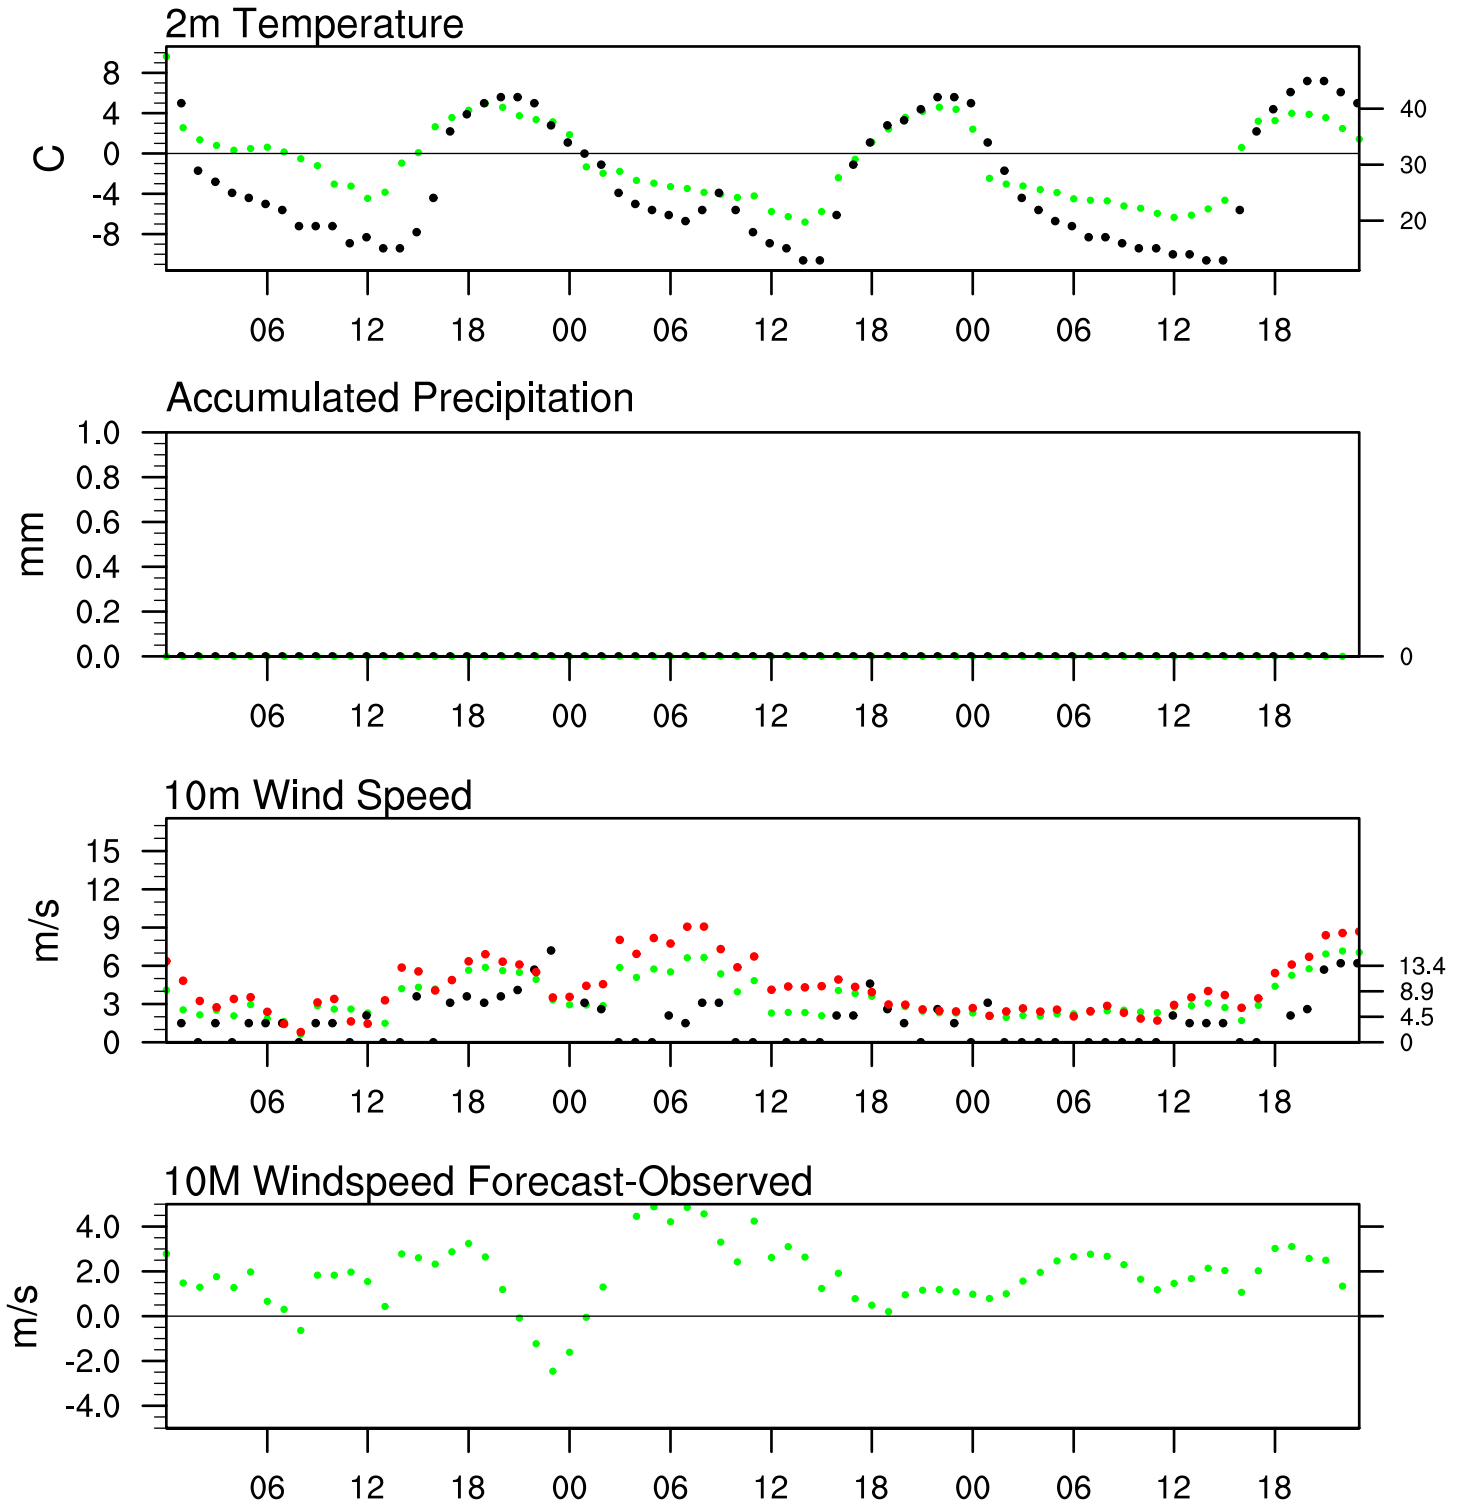 2m Temperature
8
4
0
-4
-8
C
40
30
20
06 12 18 00 06 12 18 00 06 12 18
Accumulated Precipitation
1.0
0.8
0.6
0.4
0.2
0.0
mm
0
06 12 18 00 06 12 18 00 06 12 18
10m Wind Speed
15
12
9
6
3
0
m/s
13.4
8.9
4.5
0
06 12 18 00 06 12 18 00 06 12 18
10M Windspeed Forecast-Observed
4.0
2.0
0.0
-2.0
-4.0
m/s
06 12 18 00 06 12 18 00 06 12 18